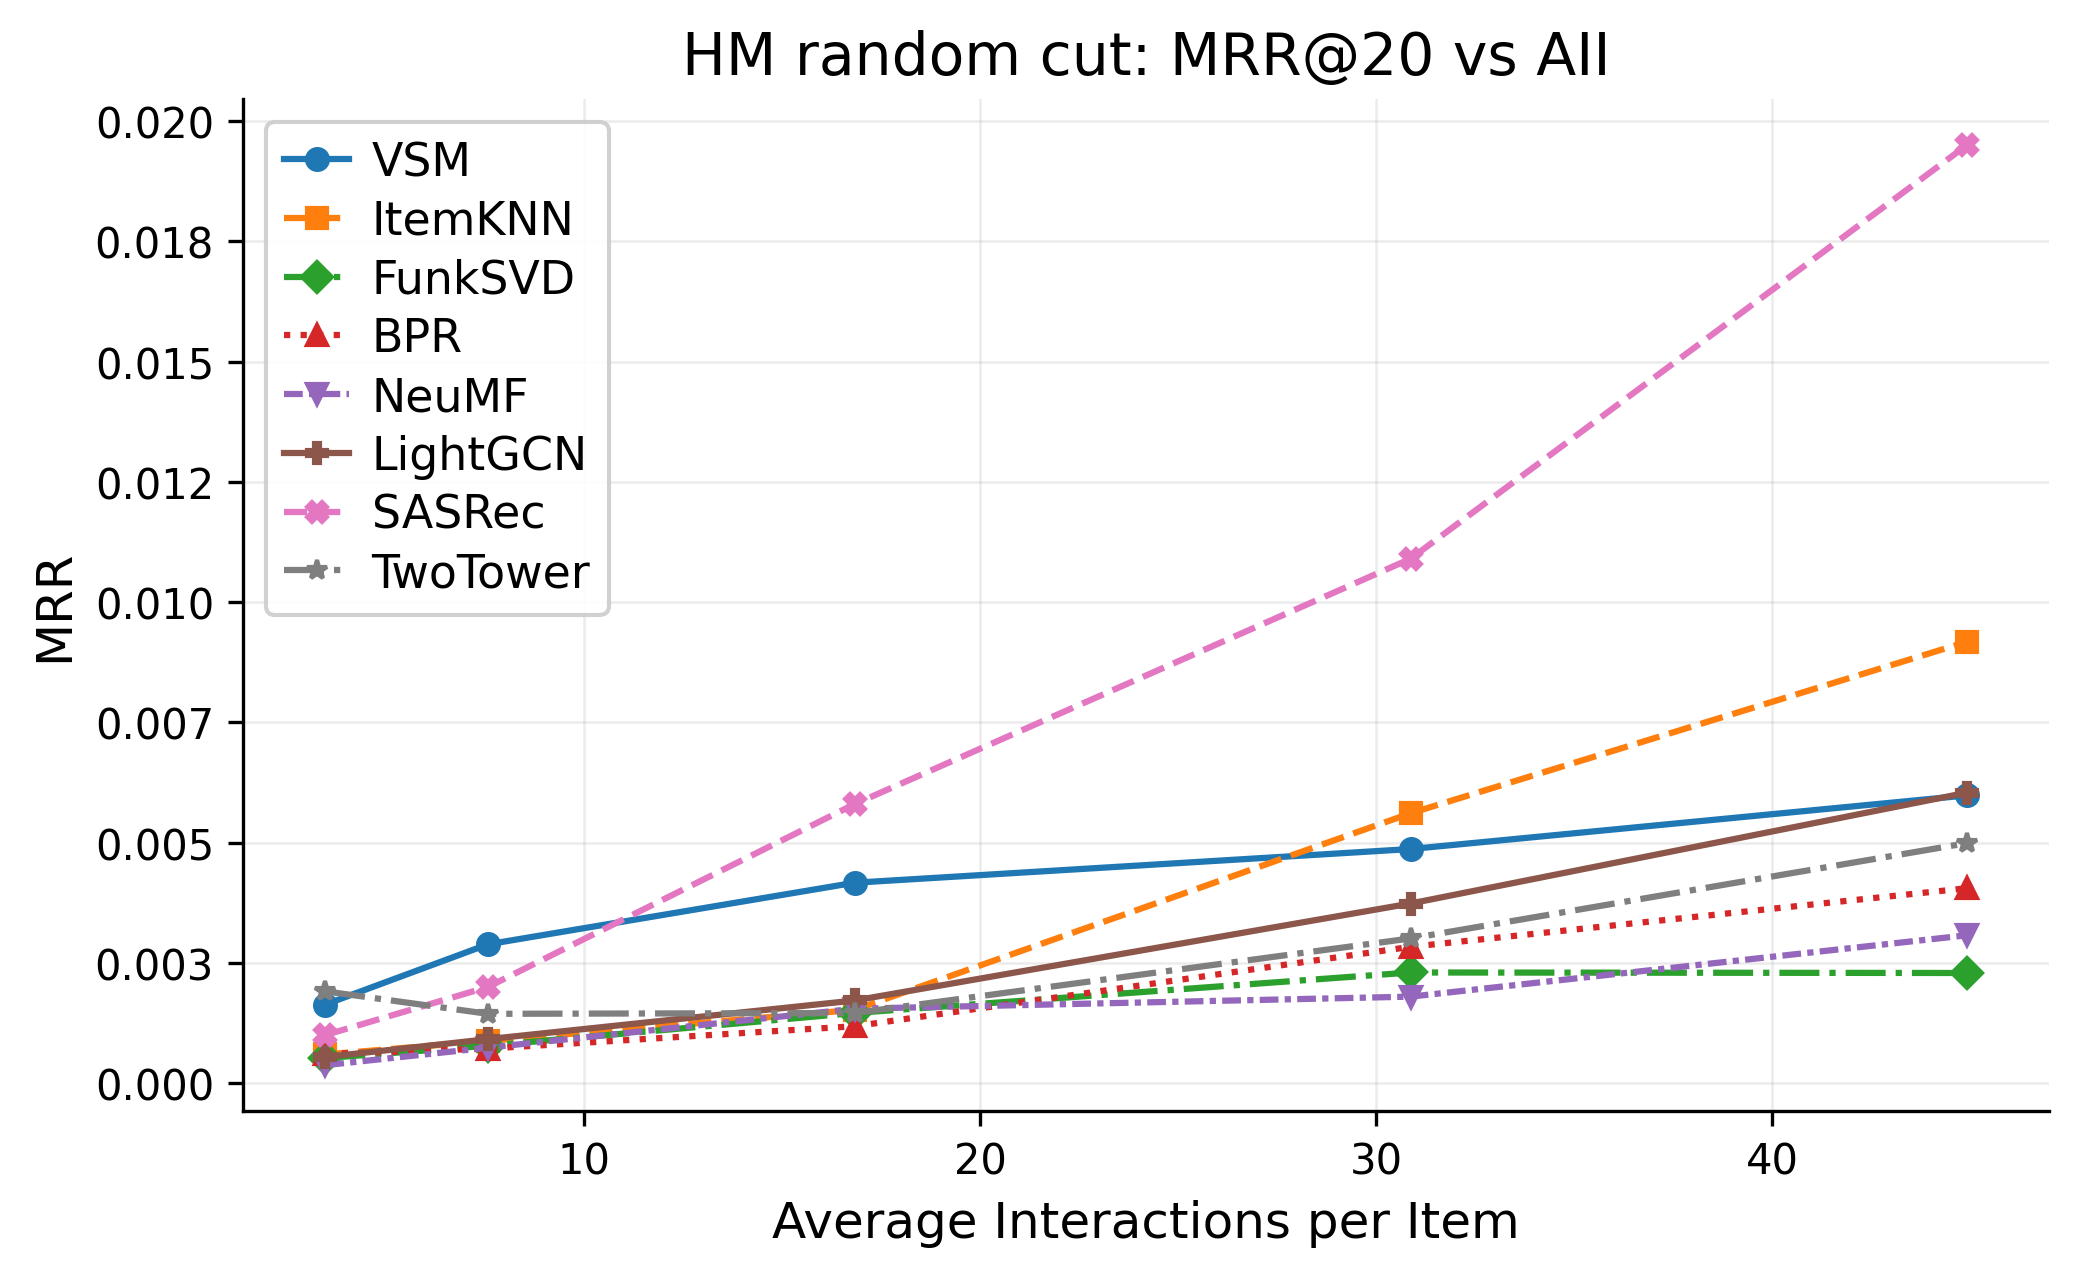 HM random cut: MRR@20 vs AII
0.020
0.018
0.015
0.012
0.010
0.007
0.005
0.003
0.000
MRR
VSM
ItemKNN
FunkSVD
BPR
NeuMF
LightGCN
SASRec
TwoTower
10 20 30 40
Average Interactions per Item